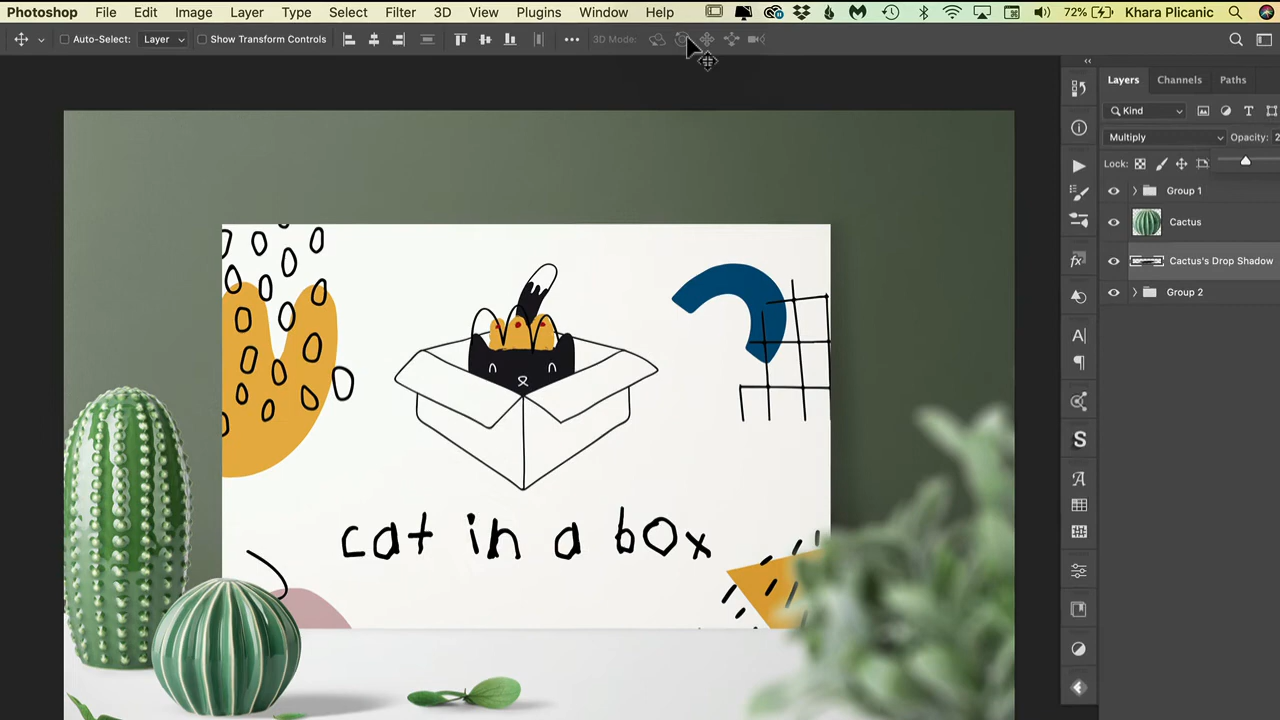 Photoshop File Edit Image Layer Type Select Filter 3D View Plugins Window Help 72% Khara Plicanic
Auto-Select: Layer Show Transform Controls 3D Mode:
Layers Channels Paths
Kind
Multiply Opacity: 2
Lock:
Group 1
Cactus
Cactus's Drop Shadow
Group 2
cat in a box